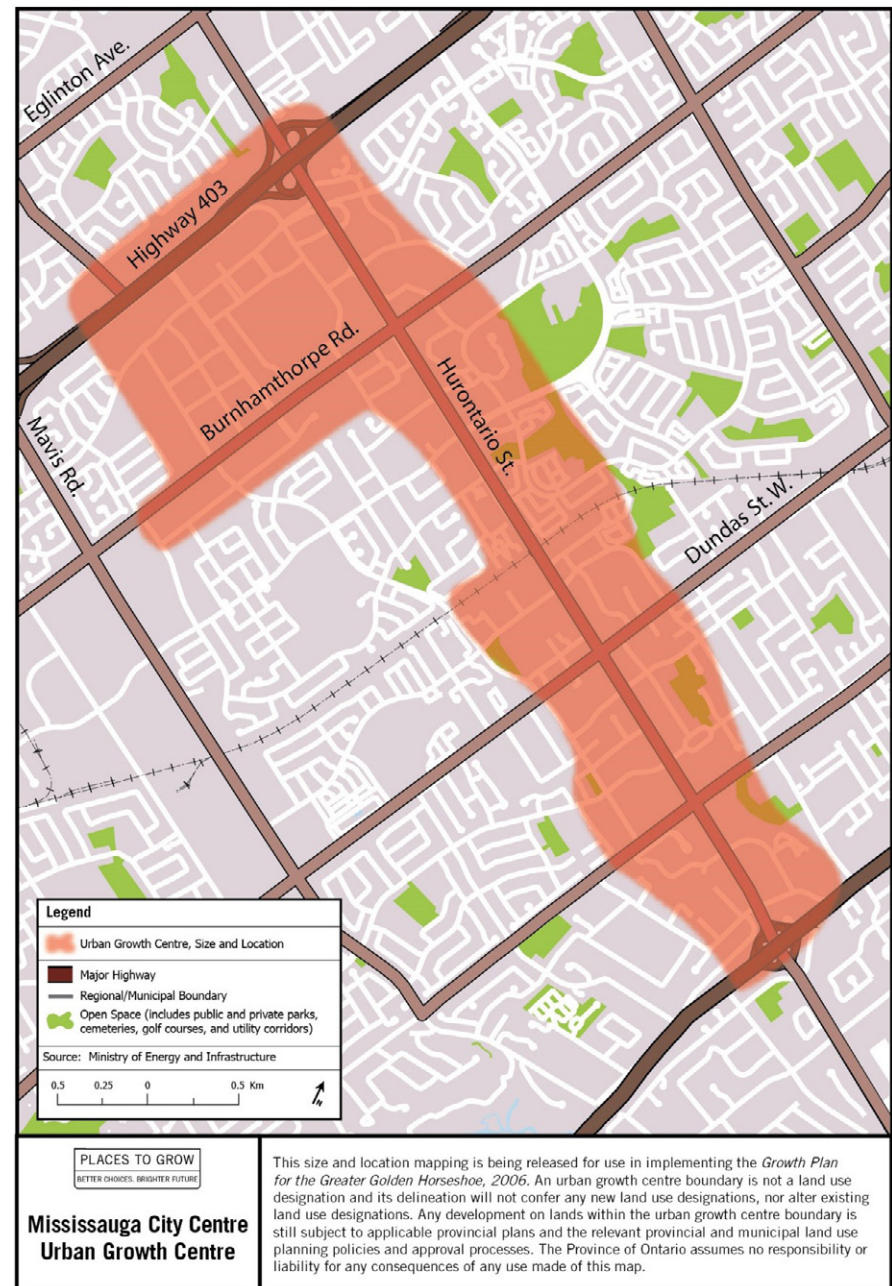 Eglinton Ave.
Highway 403
Burnhamthorpe Rd.
Hurontario St.
Mavis Rd.
Dundas St. W.
Legend
Urban Growth Centre, Size and Location
Major Highway
Regional/Municipal Boundary
Open Space (includes public and private parks,
cemeteries, golf courses, and utility corridors)
Source: Ministry of Energy and Infrastructure
0.5 0.25 0 0.5 Km
N
PLACES TO GROW
BETTER CHOICES. BRIGHTER FUTURE
Mississauga City Centre
Urban Growth Centre
This size and location mapping is being released for use in implementing the Growth Plan
for the Greater Golden Horseshoe, 2006. An urban growth centre boundary is not a land use
designation and its delineation will not confer any new land use designations, nor alter existing
land use designations. Any development on lands within the urban growth centre boundary is
still subject to applicable provincial plans and the relevant provincial and municipal land use
planning policies and approval processes. The Province of Ontario assumes no responsibility or
liability for any consequences of any use made of this map.